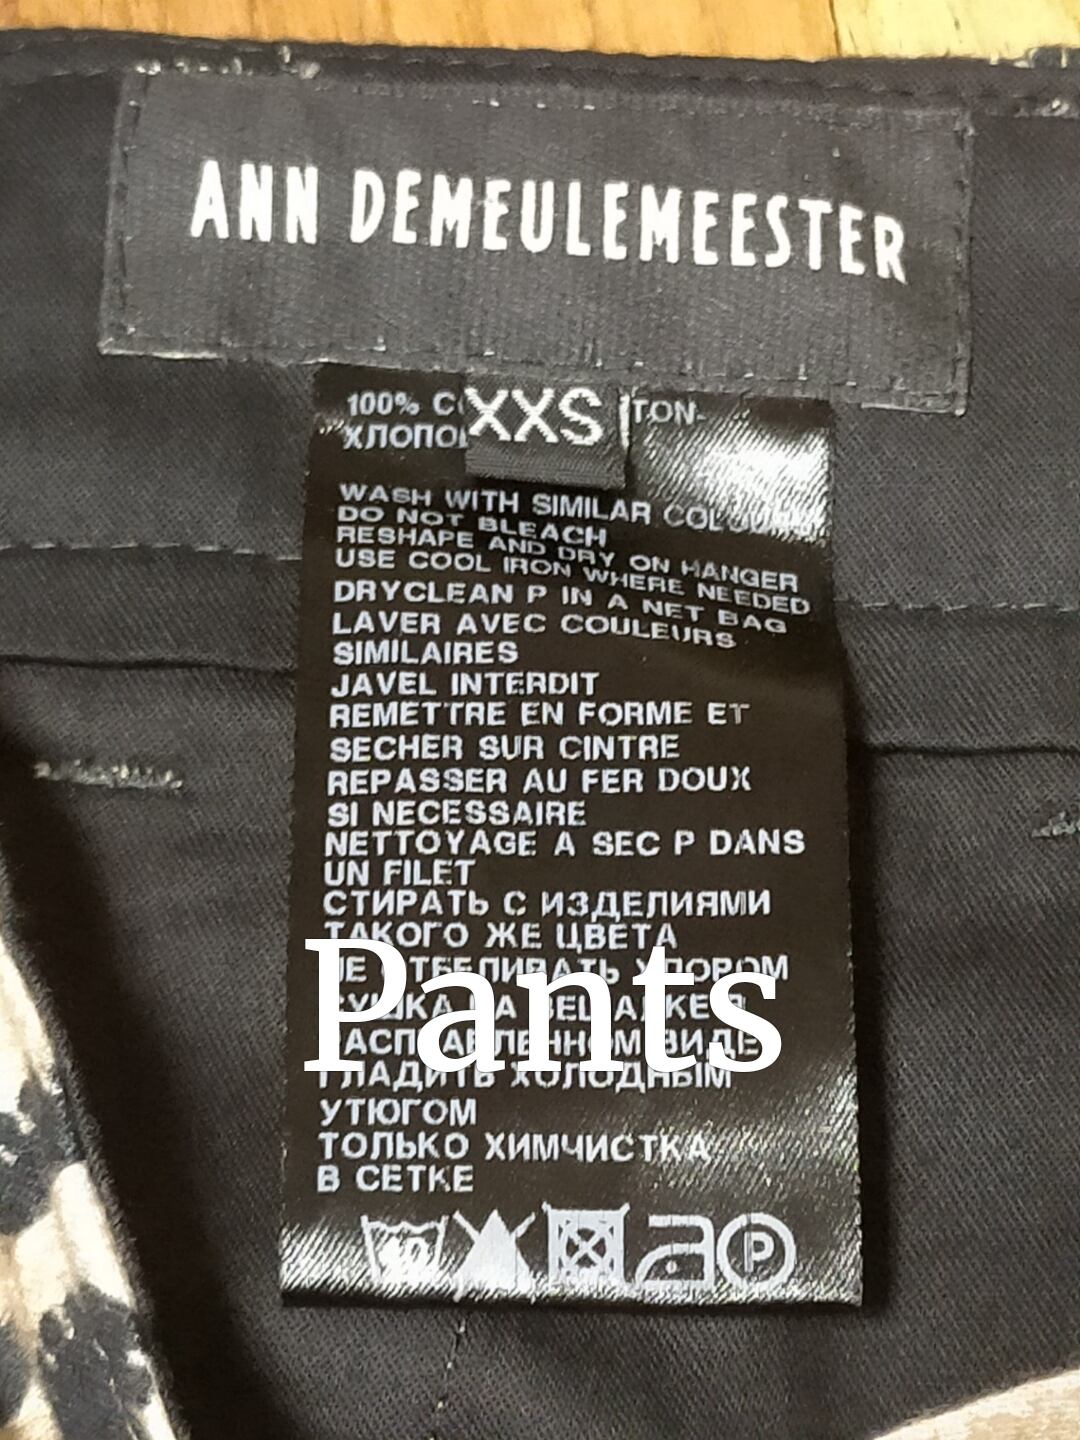 ANN DEMEULEMEESTER
100% XXS TON-
WASH WITH SIMILAR
DO NOT BLEACH
RESHAPE AND DRY ON HANGER
USE COOL IRON WHERE NEEDED
DRYCLEAN P IN A NET BAG
LAVER AVEC COULEURS
SIMILAIRES
JAVEL INTERDIT
REMETTRE EN FORME ET
SECHER SUR CINTRE
REPASSER AU FER DOUX
SI NECESSAIRE
NETTOYAGE A SEC P DANS
UN FILET
СТИРАТЬ С ИЗДЕЛИЯМИ
ТАКОГО ЖЕ ЦВЕТА
Pants
ГЛАДИТЬ ХОЛОДНЫМ
УТЮГОМ
ТОЛЬКО ХИМЧИСТКА
В СЕТКЕ
a P